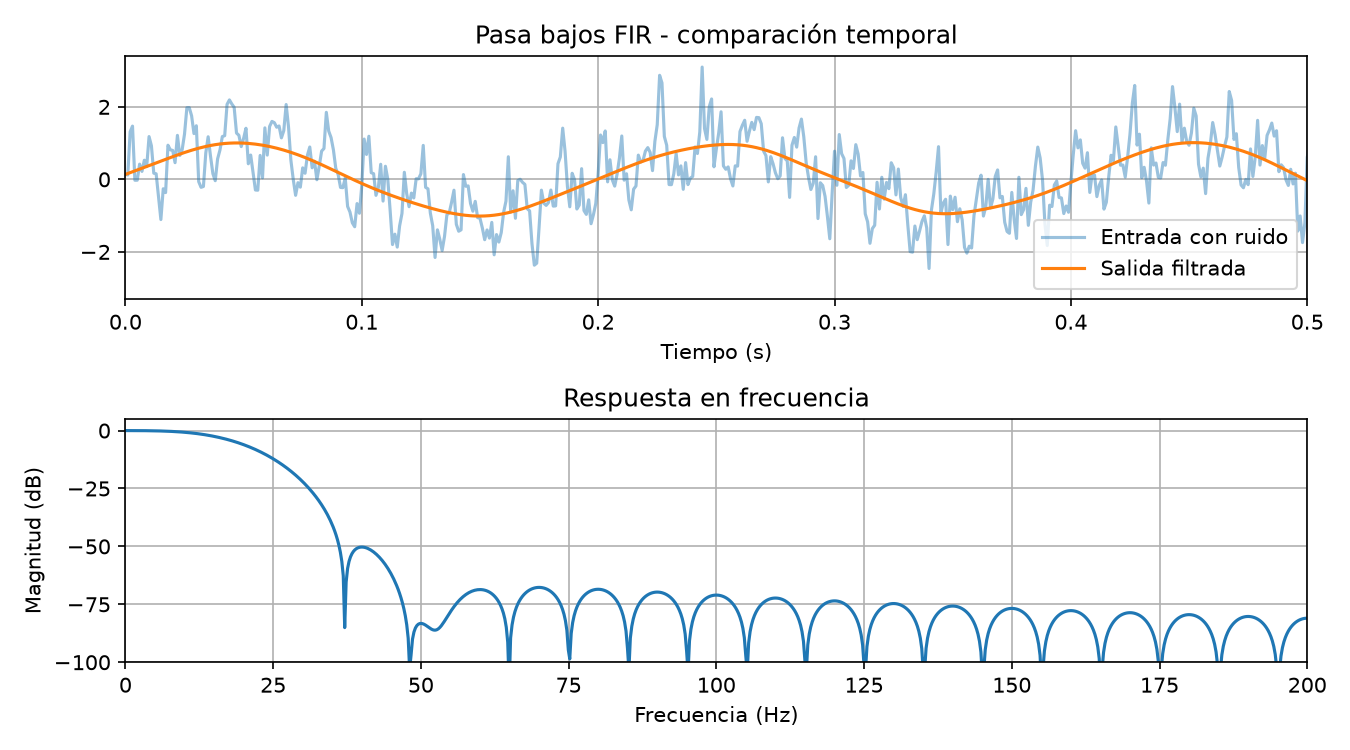 Pasa bajos FIR - comparación temporal
2
0
−2
Entrada con ruido
Salida filtrada
0.0 0.1 0.2 0.3 0.4 0.5
Tiempo (s)
Respuesta en frecuencia
Magnitud (dB)
0
−25
−50
−75
−100
0 25 50 75 100 125 150 175 200
Frecuencia (Hz)